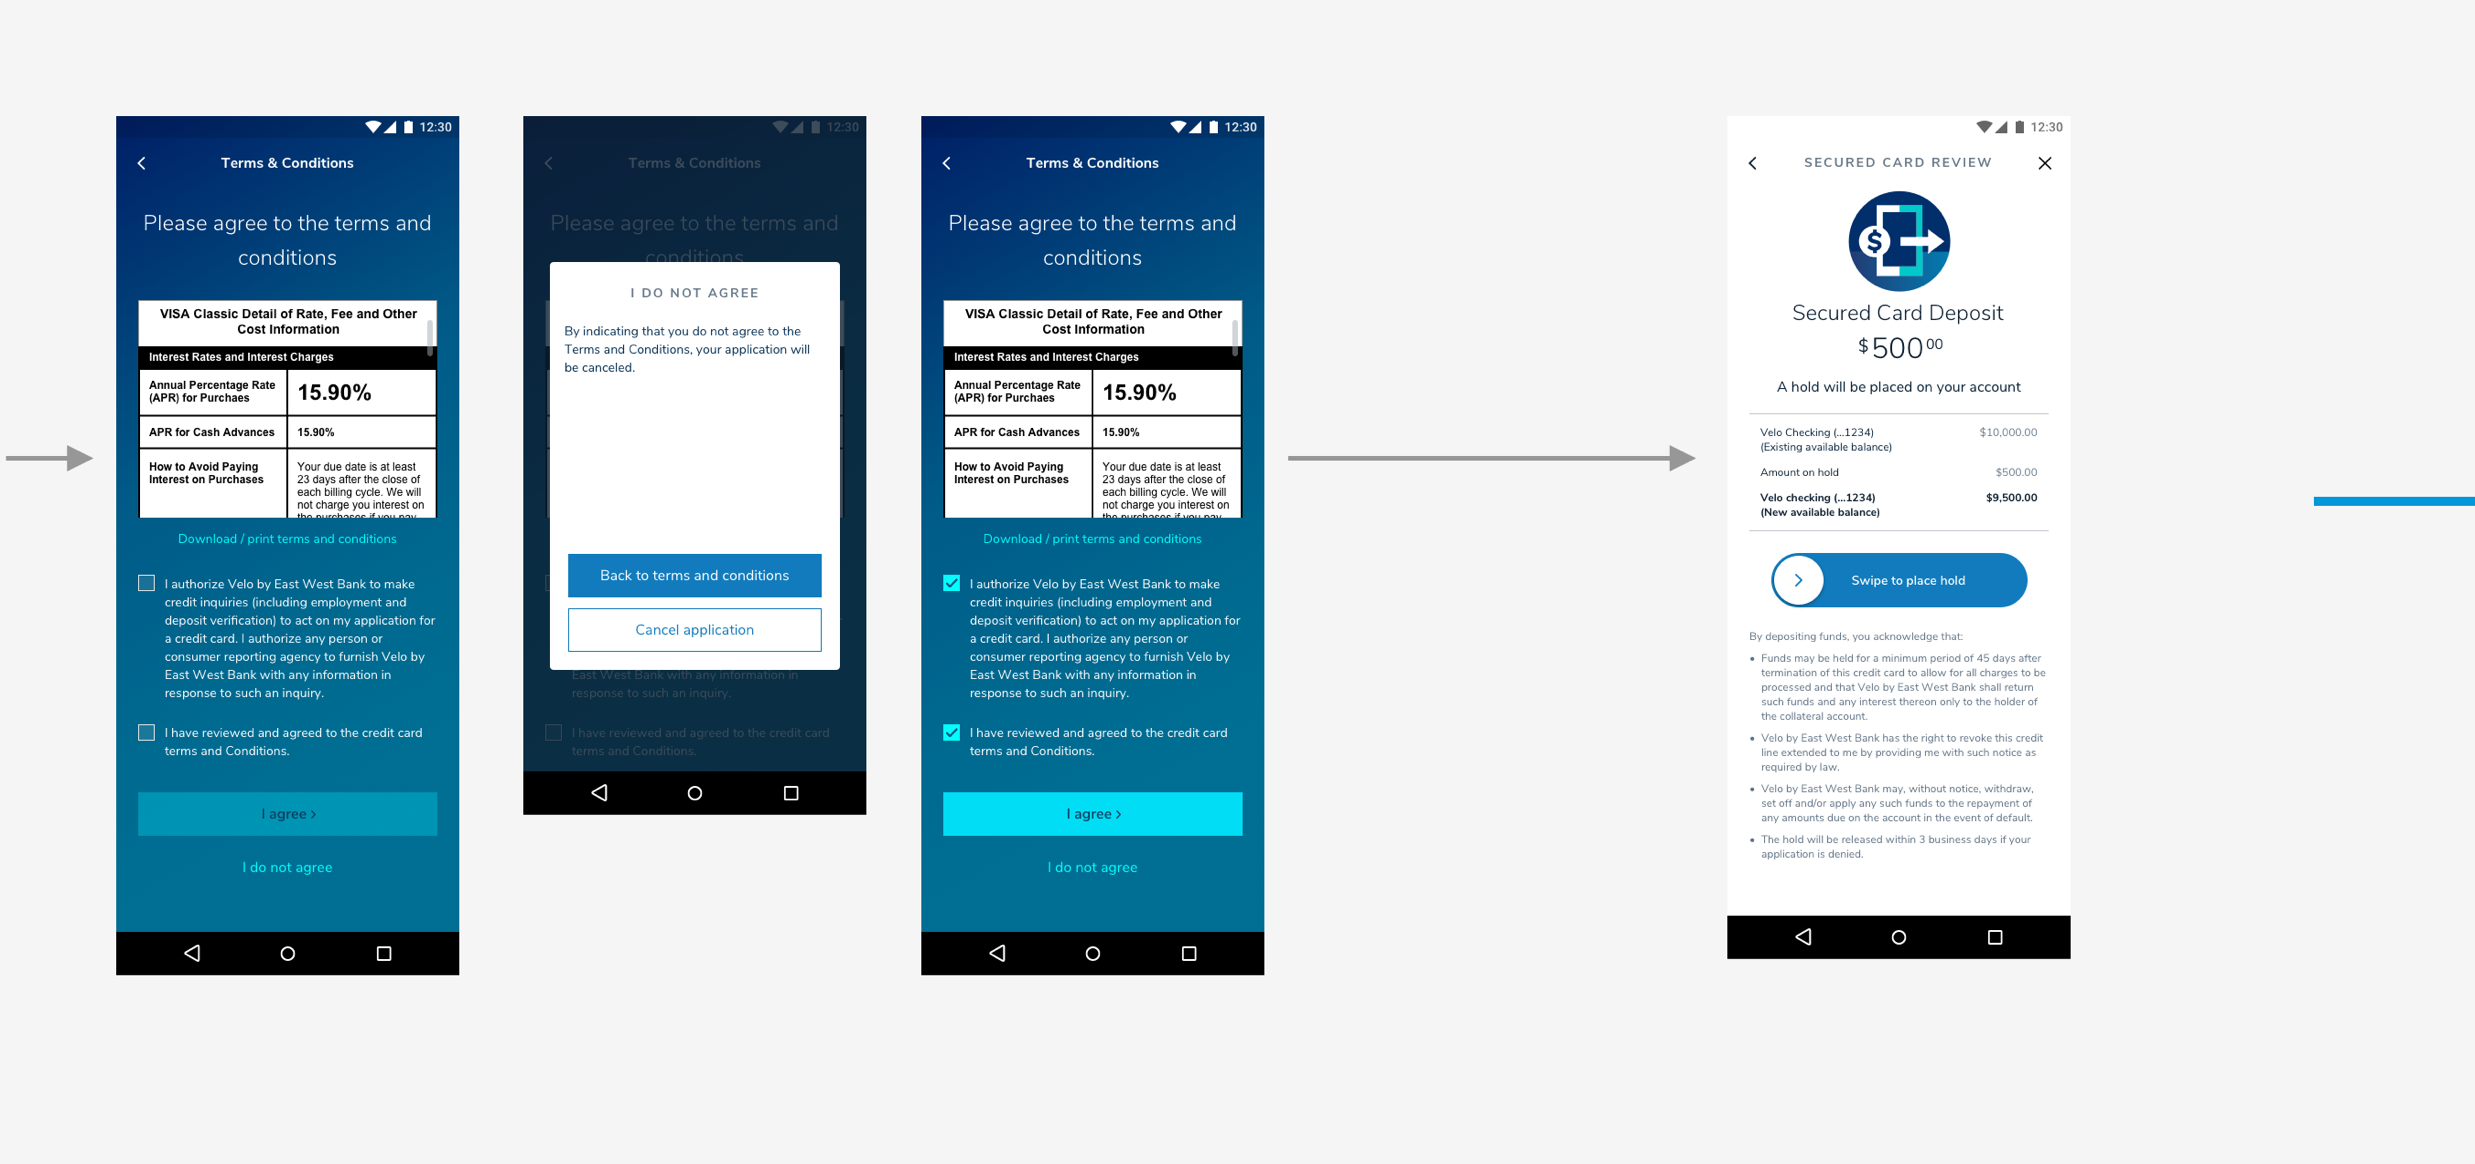 12:30
Terms & Conditions
Please agree to the terms and
conditions
VISA Classic Detail of Rate, Fee and Other
Cost Information
Interest Rates and Interest Charges
Annual Percentage Rate
(APR) for Purchaes
15.90%
APR for Cash Advances
15.90%
How to Avoid Paying
Interest on Purchases
Your due date is at least
23 days after the close of
each billing cycle. We will
not charge you interest on
the purchases if you pay
Download / print terms and conditions
I authorize Velo by East West Bank to make
credit inquiries (including employment and
deposit verification) to act on my application for
a credit card. I authorize any person or
consumer reporting agency to furnish Velo by
East West Bank with any information in
response to such an inquiry.
I have reviewed and agreed to the credit card
terms and Conditions.
I agree >
I do not agree
12:30
Terms & Conditions
Please agree to the terms and
conditions
I DO NOT AGREE
By indicating that you do not agree to the
Terms and Conditions, your application will
be canceled.
Back to terms and conditions
Cancel application
East West Bank with any information in
response to such an inquiry.
I have reviewed and agreed to the credit card
terms and Conditions.
12:30
Terms & Conditions
Please agree to the terms and
conditions
VISA Classic Detail of Rate, Fee and Other
Cost Information
Interest Rates and Interest Charges
Annual Percentage Rate
(APR) for Purchaes
15.90%
APR for Cash Advances
15.90%
How to Avoid Paying
Interest on Purchases
Your due date is at least
23 days after the close of
each billing cycle. We will
not charge you interest on
the purchases if you pay
Download / print terms and conditions
I authorize Velo by East West Bank to make
credit inquiries (including employment and
deposit verification) to act on my application for
a credit card. I authorize any person or
consumer reporting agency to furnish Velo by
East West Bank with any information in
response to such an inquiry.
I have reviewed and agreed to the credit card
terms and Conditions.
I agree >
I do not agree
12:30
SECURED CARD REVIEW
$
Secured Card Deposit
$500 00
A hold will be placed on your account
Velo Checking (...1234) $10,000.00
(Existing available balance)
Amount on hold $500.00
Velo checking (...1234) $9,500.00
(New available balance)
Swipe to place hold
By depositing funds, you acknowledge that:
• Funds may be held for a minimum period of 45 days after
termination of this credit card to allow for all charges to be
processed and that Velo by East West Bank shall return
such funds and any interest thereon only to the holder of
the collateral account.
• Velo by East West Bank has the right to revoke this credit
line extended to me by providing me with such notice as
required by law.
• Velo by East West Bank may, without notice, withdraw,
set off and/or apply any such funds to the repayment of
any amounts due on the account in the event of default.
• The hold will be released within 3 business days if your
application is denied.